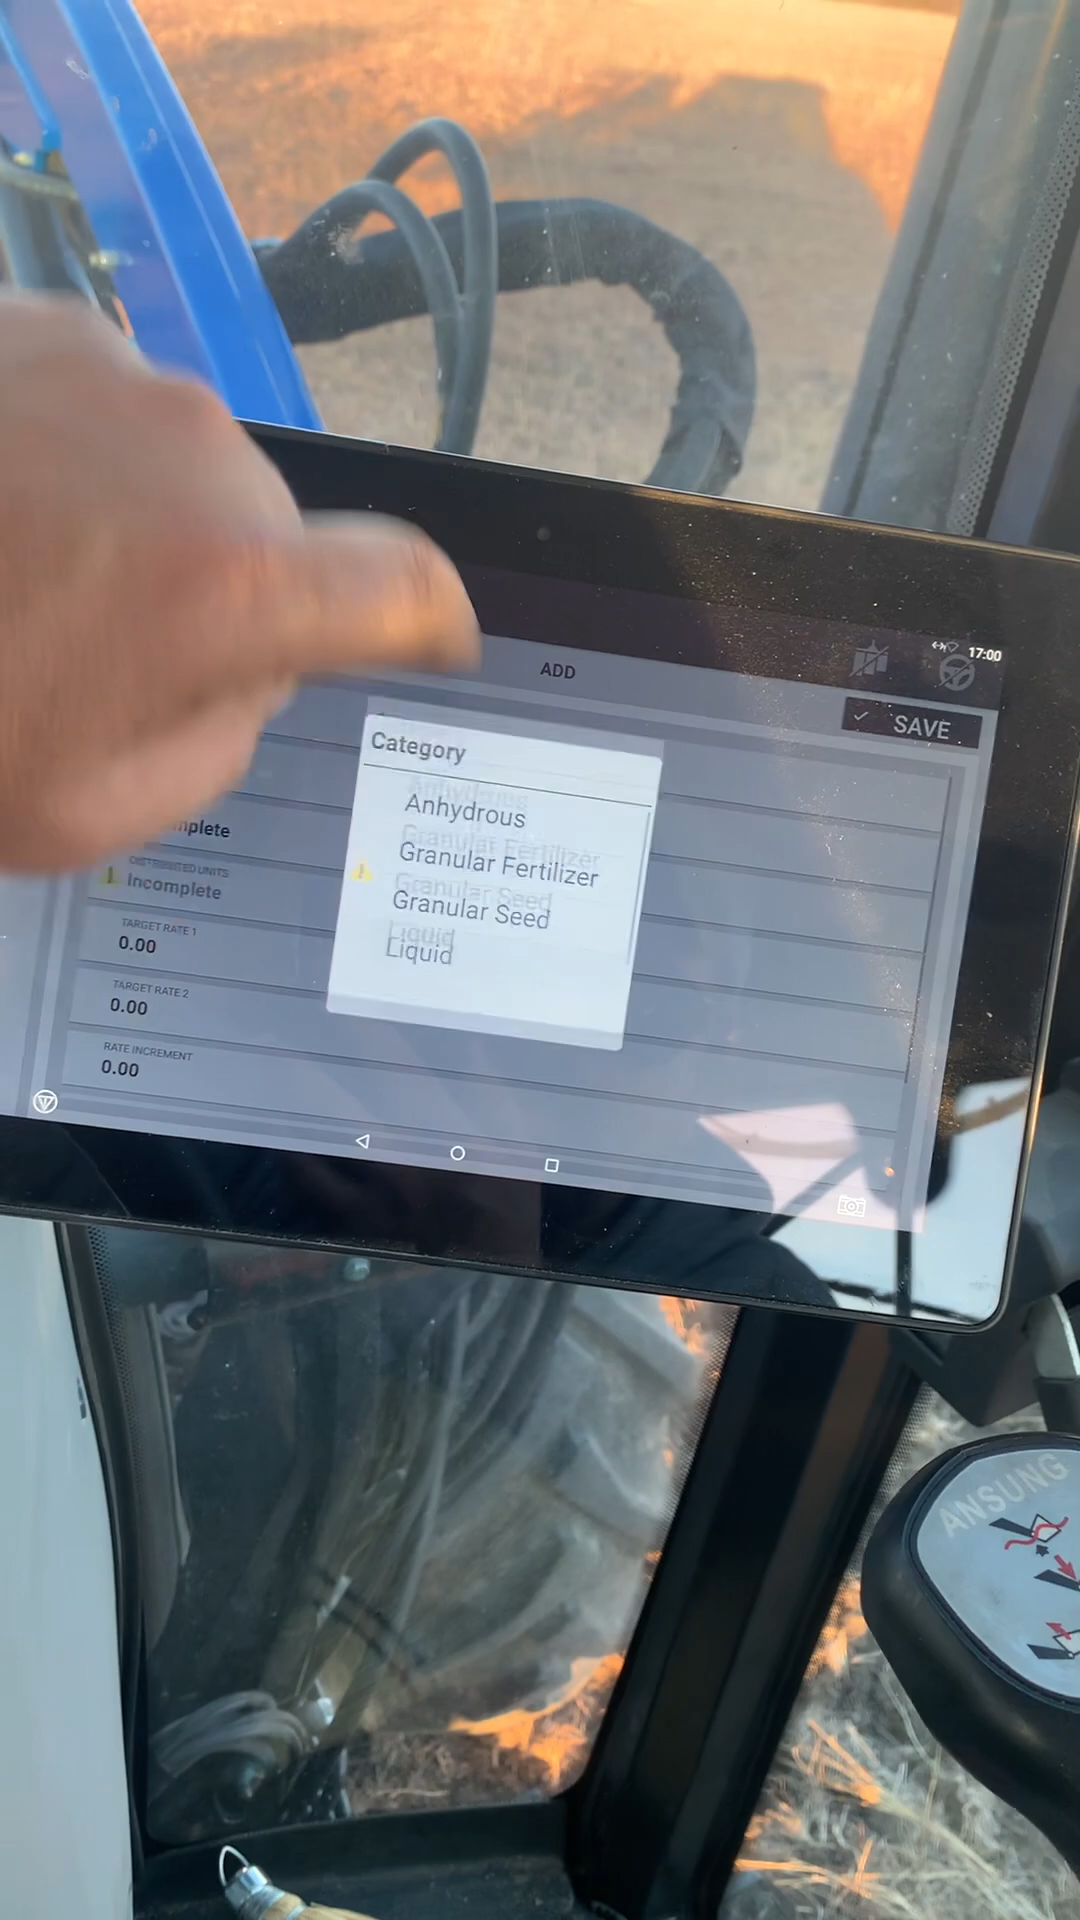 17:00
ADD
SAVE
Category
Anhydrous
Granular Fertilizer
Granular Seed
Liquid
DISTRIBUTED UNITS
Incomplete
TARGET RATE 1
0.00
TARGET RATE 2
0.00
RATE INCREMENT
0.00
ANSUNG